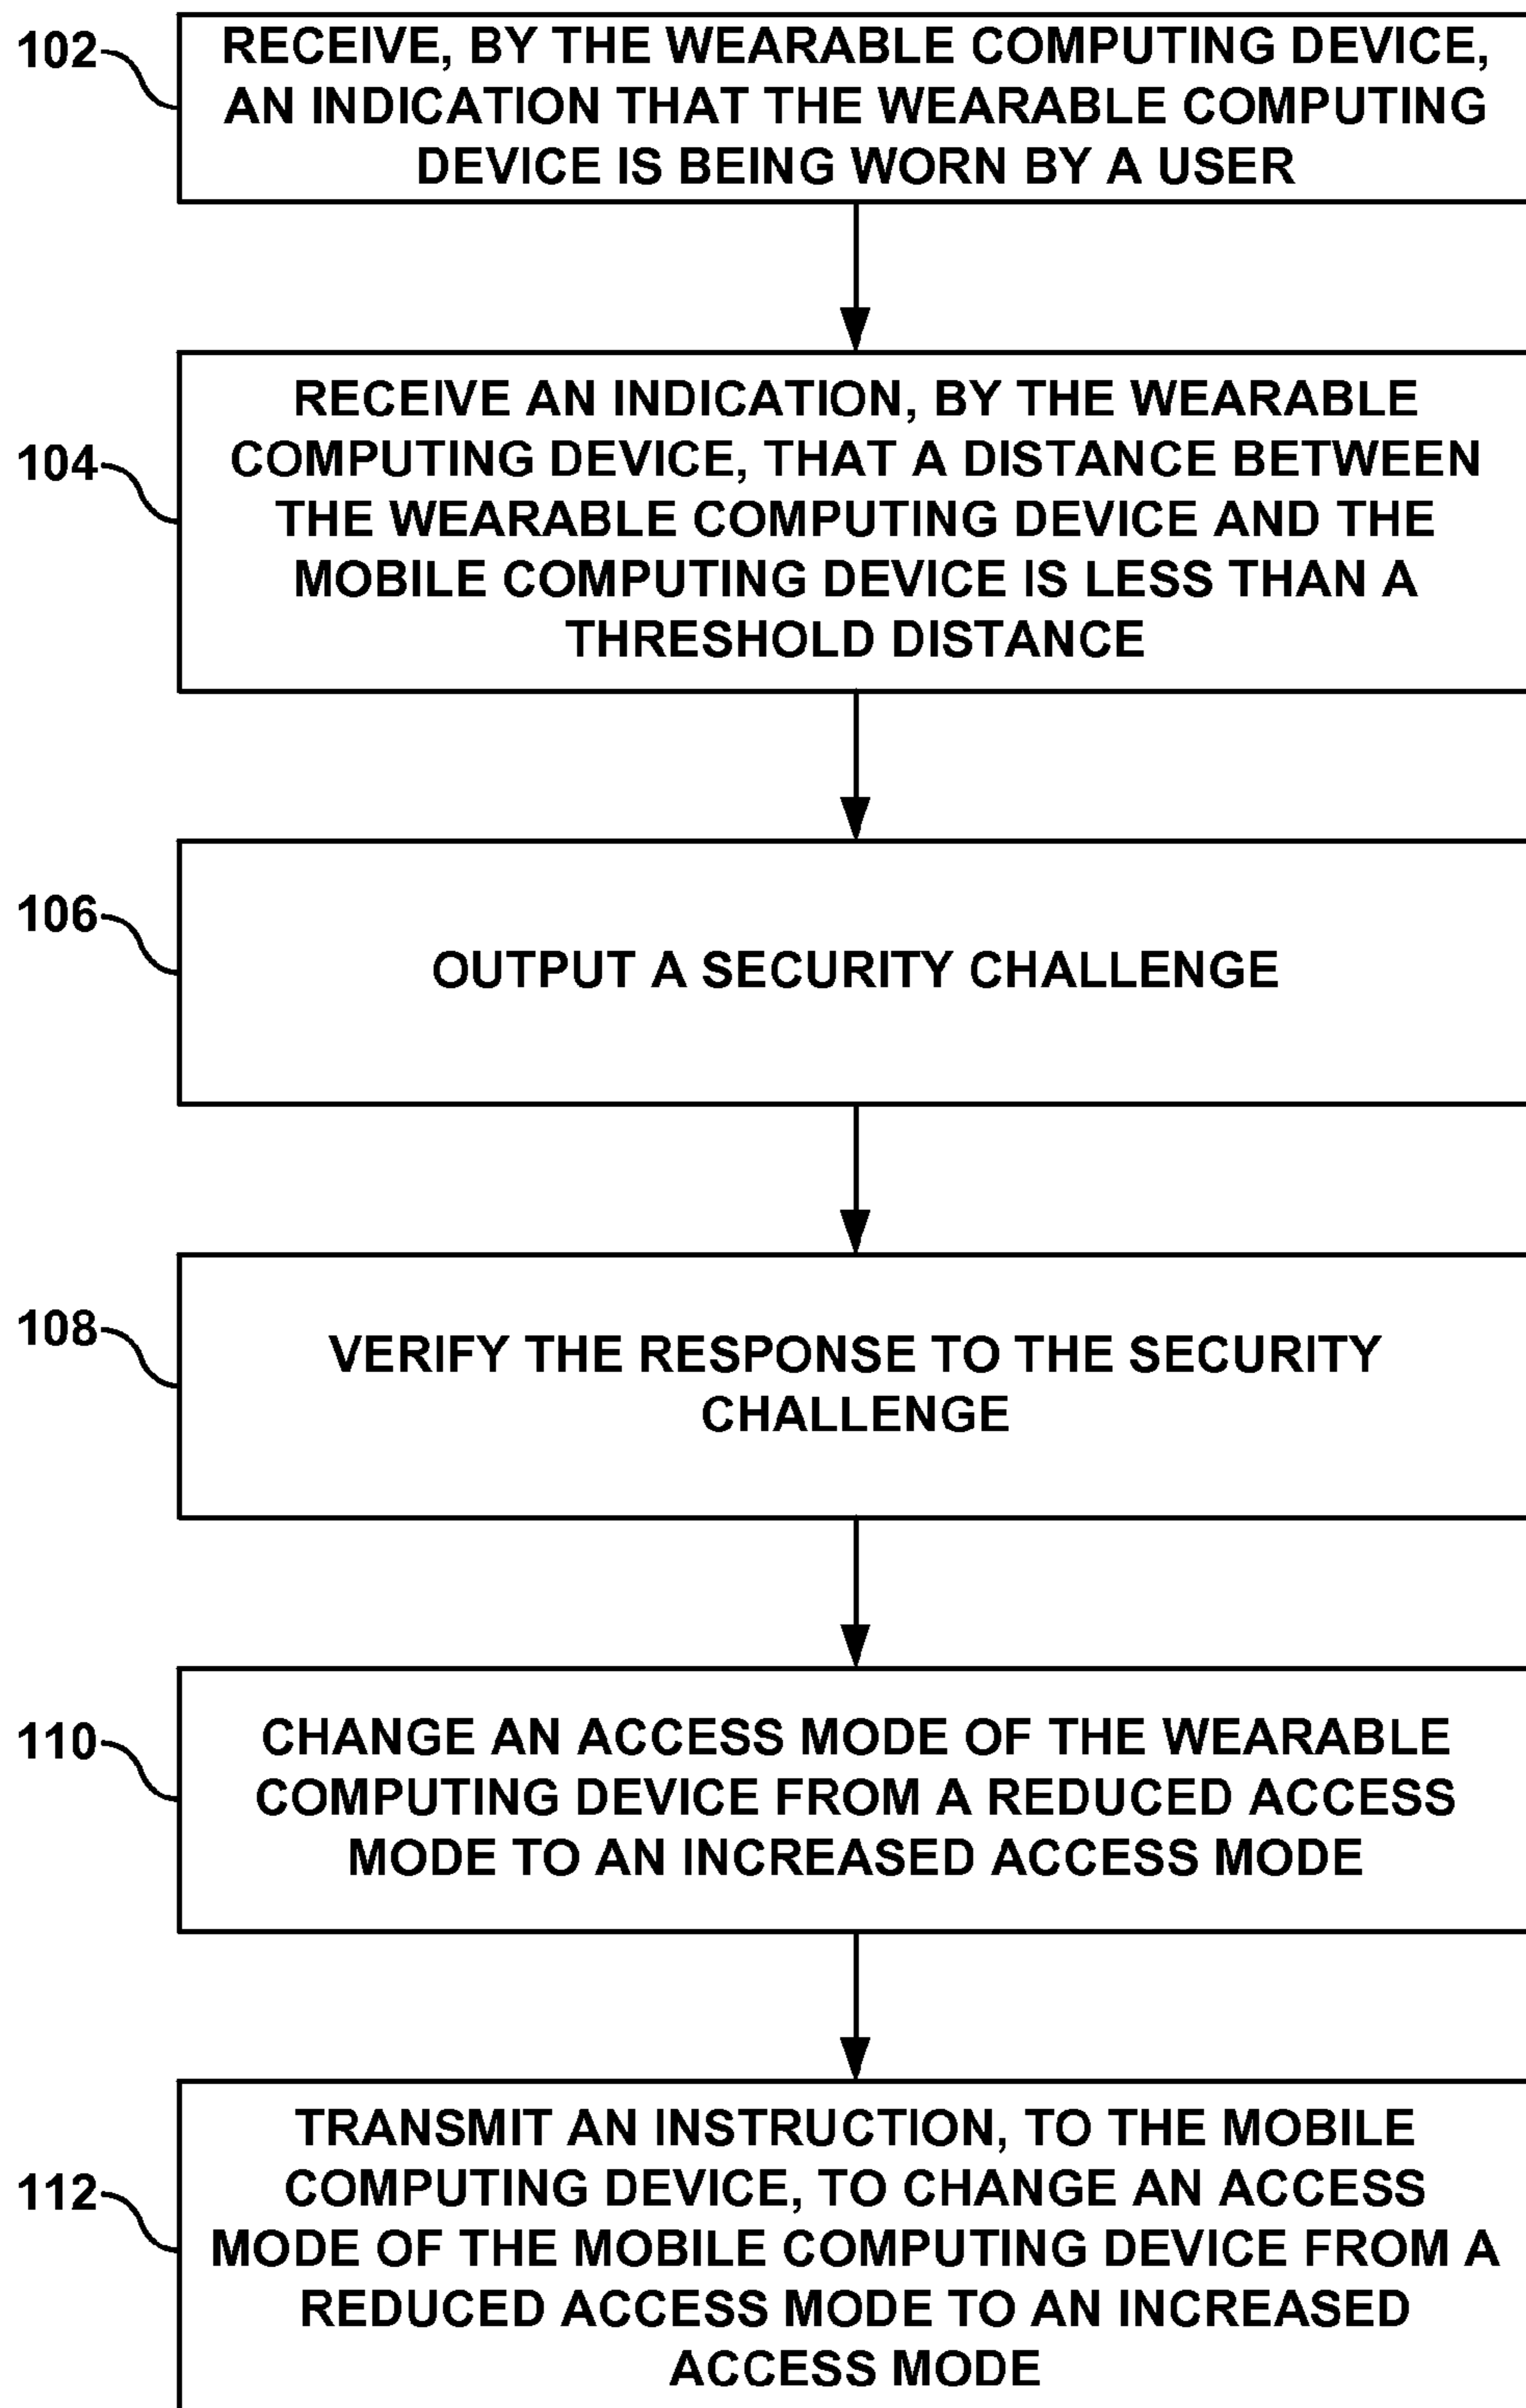 102
RECEIVE, BY THE WEARABLE COMPUTING DEVICE,
AN INDICATION THAT THE WEARABLE COMPUTING
DEVICE IS BEING WORN BY A USER
104
RECEIVE AN INDICATION, BY THE WEARABLE
COMPUTING DEVICE, THAT A DISTANCE BETWEEN
THE WEARABLE COMPUTING DEVICE AND THE
MOBILE COMPUTING DEVICE IS LESS THAN A
THRESHOLD DISTANCE
106
OUTPUT A SECURITY CHALLENGE
108
VERIFY THE RESPONSE TO THE SECURITY
CHALLENGE
110
CHANGE AN ACCESS MODE OF THE WEARABLE
COMPUTING DEVICE FROM A REDUCED ACCESS
MODE TO AN INCREASED ACCESS MODE
112
TRANSMIT AN INSTRUCTION, TO THE MOBILE
COMPUTING DEVICE, TO CHANGE AN ACCESS
MODE OF THE MOBILE COMPUTING DEVICE FROM A
REDUCED ACCESS MODE TO AN INCREASED
ACCESS MODE